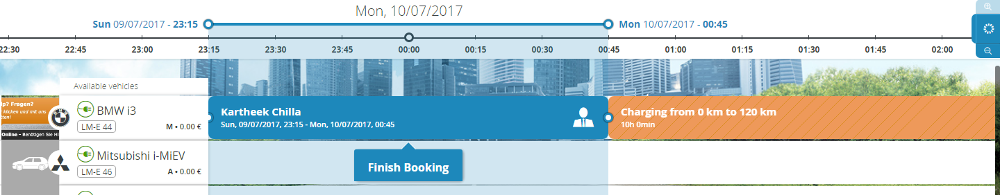 Mon, 10/07/2017
Sun 09/07/2017 - 23:15
Mon 10/07/2017 - 00:45
22:30 22:45 23:00 23:15 23:30 23:45 00:00 00:15 00:30 00:45 01:00 01:15 01:30 01:45 02:00
Available vehicles
p? Fragen?
klicken und mit uns
tten!
Online – Benötigen Sie Hi
BMW i3
LM-E 44
M • 0.00 €
Kartheek Chilla
Sun, 09/07/2017, 23:15 - Mon, 10/07/2017, 00:45
Charging from 0 km to 120 km
10h 0min
Mitsubishi i-MiEV
LM-E 46
A • 0.00 €
Finish Booking